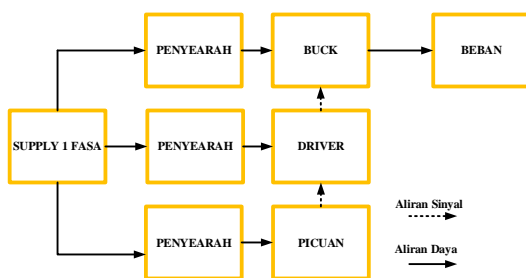 PENYEARAH
BUCK
BEBAN
SUPPLY 1 FASA
PENYEARAH
DRIVER
PENYEARAH
PICUAN
Aliran Sinyal
Aliran Daya